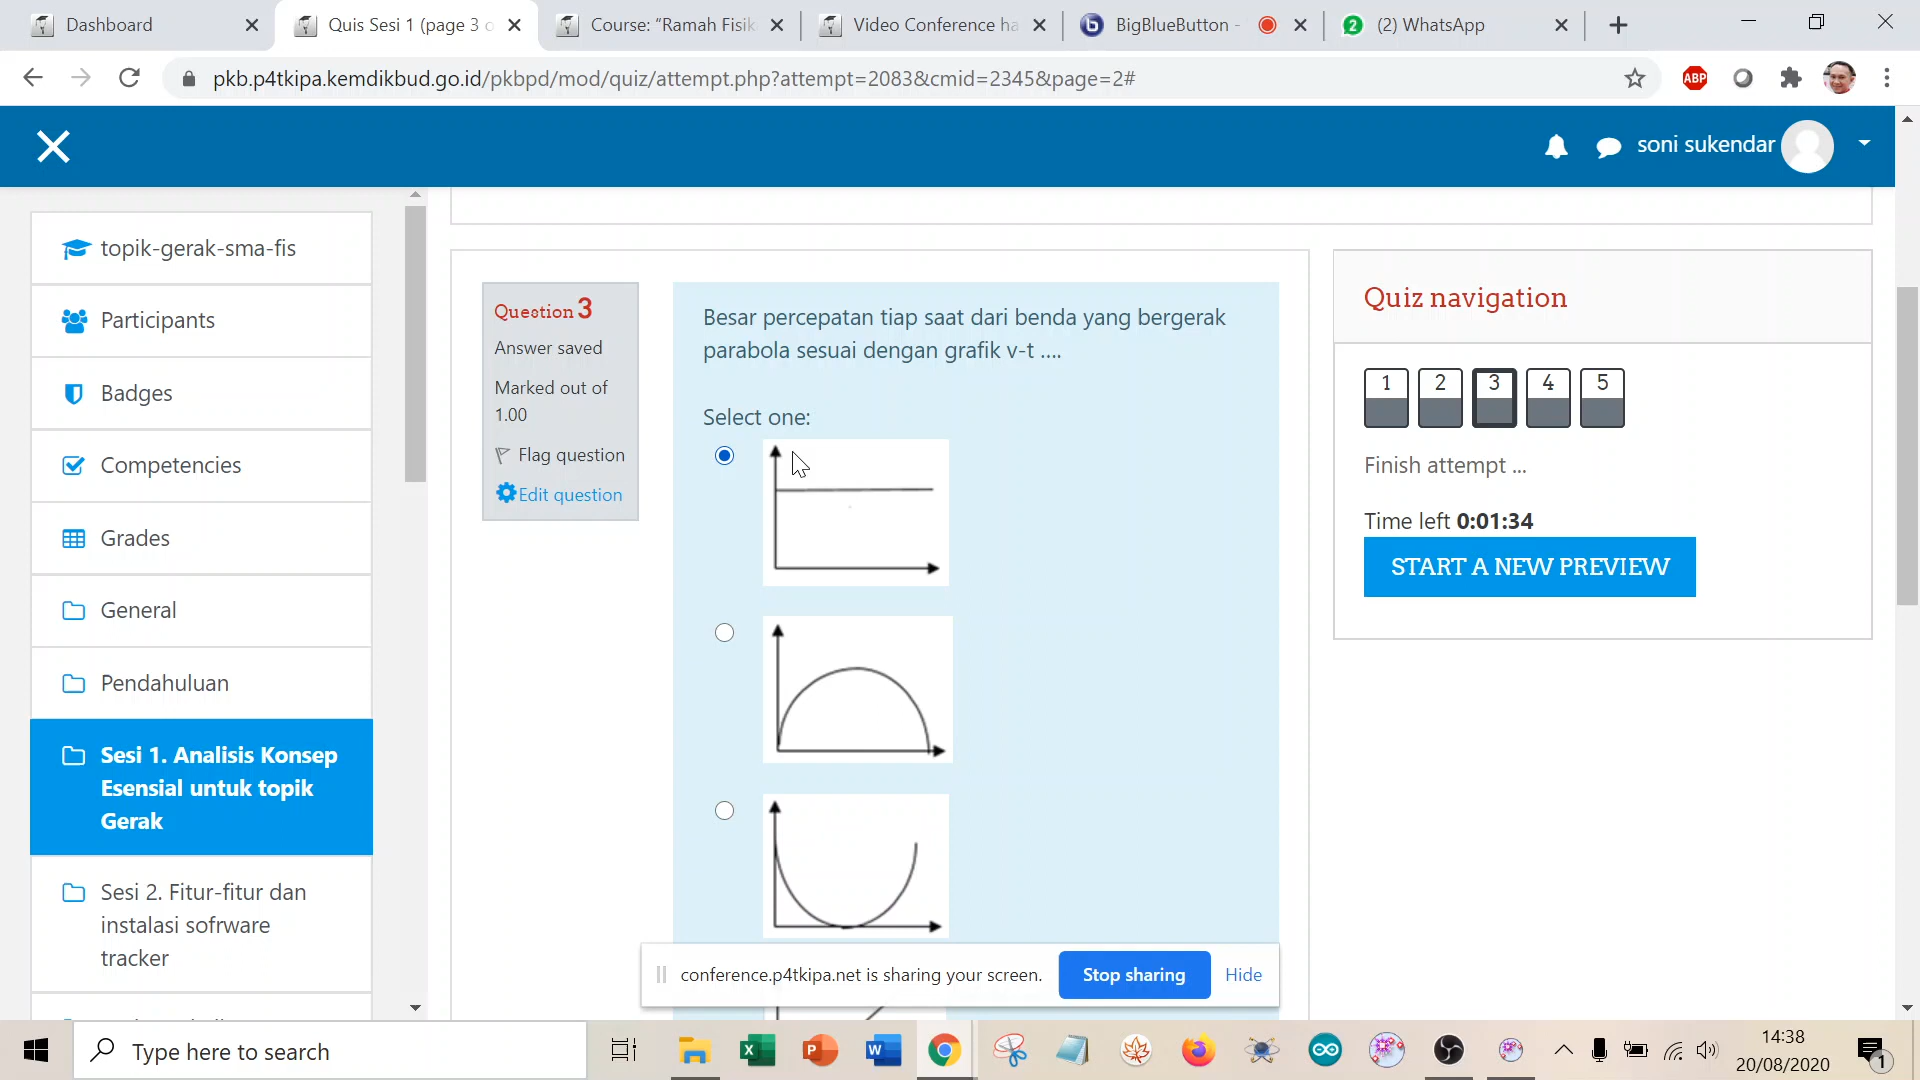 Dashboard
Quis Sesi 1 (page 3 o
Course: "Ramah Fisik
Video Conference ha
BigBlueButton -
(2) WhatsApp
pkb.p4tkipa.kemdikbud.go.id/pkbpd/mod/quiz/attempt.php?attempt=2083&cmid=2345&page=2#
ABP
soni sukendar
topik-gerak-sma-fis
Participants
Badges
Competencies
Grades
General
Pendahuluan
Sesi 1. Analisis Konsep
Esensial untuk topik
Gerak
Sesi 2. Fitur-fitur dan
instalasi sofrware
tracker
Question 3
Answer saved
Marked out of
1.00
Flag question
Edit question
Besar percepatan tiap saat dari benda yang bergerak
parabola sesuai dengan grafik v-t ....
Select one:
Quiz navigation
1 2 3 4 5
Finish attempt ...
Time left 0:01:34
START A NEW PREVIEW
conference.p4tkipa.net is sharing your screen.
Stop sharing
Hide
Type here to search
14:38
20/08/2020
1